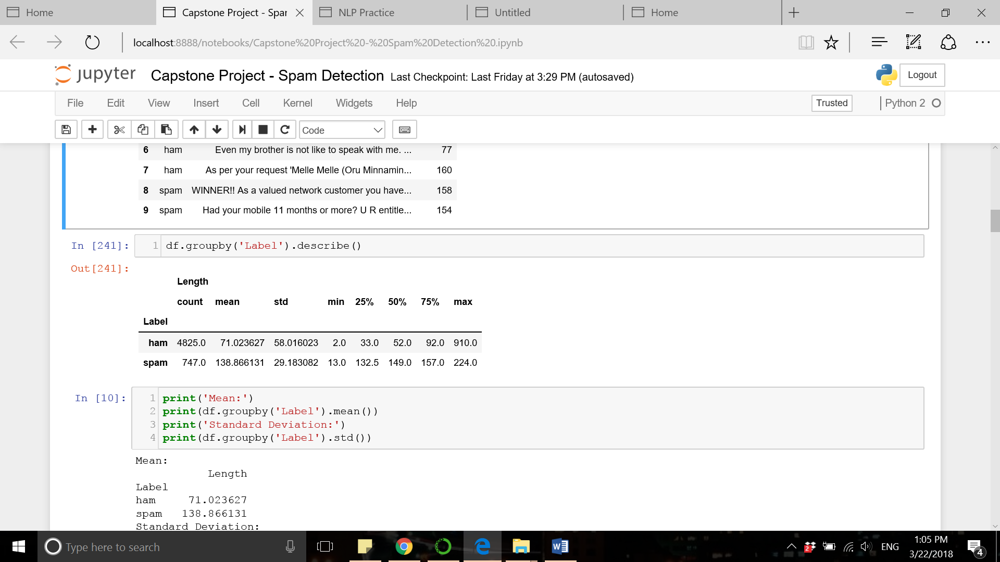 Home
Capstone Project - Spar
NLP Practice
Untitled
Home
localhost:8888/notebooks/Capstone%20Project%20-%20Spam%20Detection%20.ipynb
jupyter Capstone Project - Spam Detection Last Checkpoint: Last Friday at 3:29 PM (autosaved)
Logout
File Edit View Insert Cell Kernel Widgets Help
Trusted
Python 2
Code
6 ham Even my brother is not like to speak with me. ... 77
7 ham As per your request 'Melle Melle (Oru Minnamin... 160
8 spam WINNER!! As a valued network customer you have... 158
9 spam Had your mobile 11 months or more? U R entitle... 154
In [241]: 1 df.groupby('Label').describe()
Out[241]:
Length
count mean std min 25% 50% 75% max
Label
ham 4825.0 71.023627 58.016023 2.0 33.0 52.0 92.0 910.0
spam 747.0 138.866131 29.183082 13.0 132.5 149.0 157.0 224.0
In [10]: 1 print('Mean:')
2 print(df.groupby('Label').mean())
3 print('Standard Deviation:')
4 print(df.groupby('Label').std())
Mean:
Length
Label
ham 71.023627
spam 138.866131
Standard Deviation:
Type here to search
2
ENG
1:05 PM
3/22/2018
4